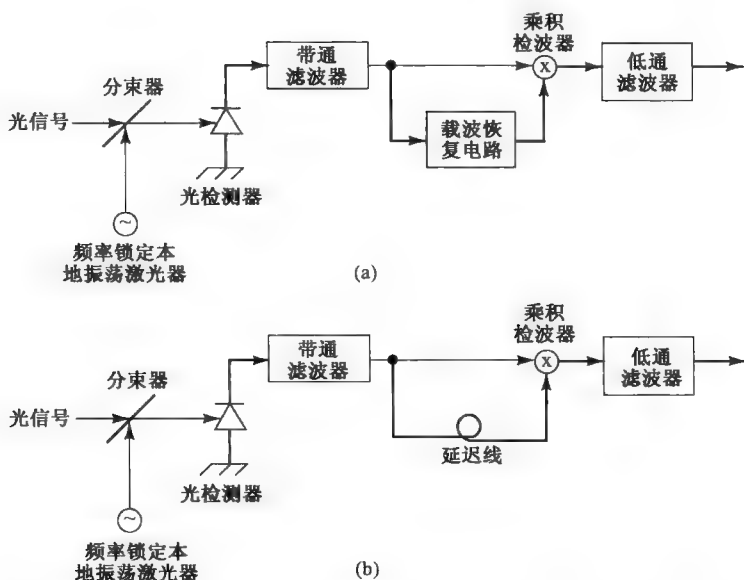 乘积
检波器
带通
滤波器
低通
滤波器
分束器
光信号
X
载波恢
复电路
光检测器
~
频率锁定本
地振荡激光器
(a)
乘积
检波器
带通
滤波器
低通
滤波器
分束器
光信号
X
延迟线
光检测器
~
频率锁定本
地振荡激光器
(b)